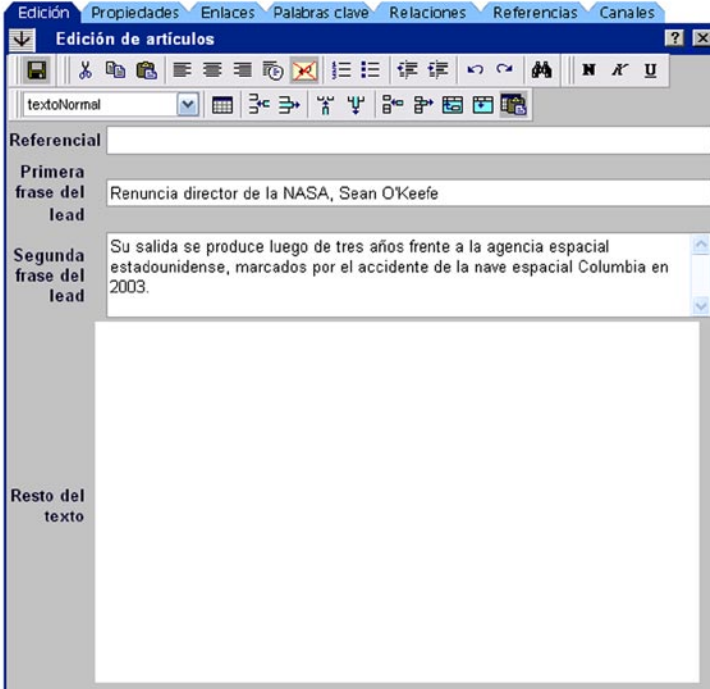 Edición Propiedades Enlaces Palabras clave Relaciones Referencias Canales
Edición de artículos
N K U
textoNormal
Referencial
Primera
frase del
lead
Renuncia director de la NASA, Sean O'Keefe
Segunda
frase del
lead
Su salida se produce luego de tres años frente a la agencia espacial
estadounidense, marcados por el accidente de la nave espacial Columbia en
2003.
Resto del
texto